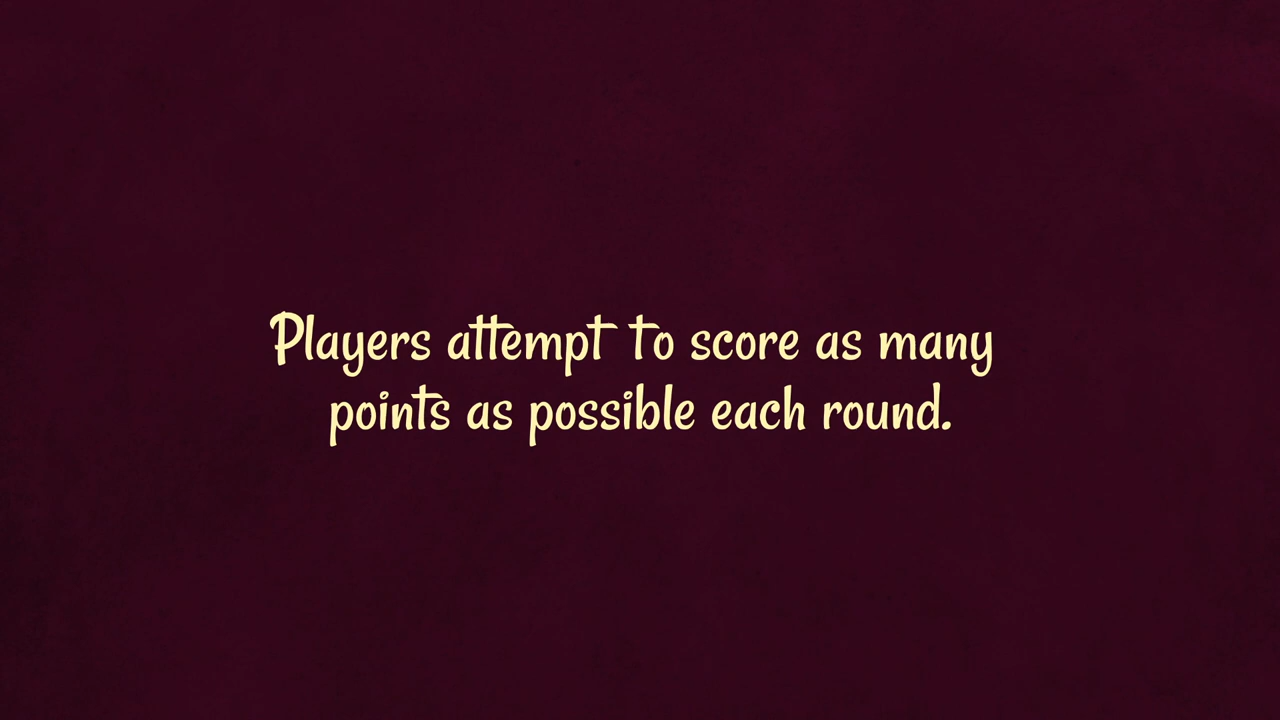 Players attempt to score as many
points as possible each round.